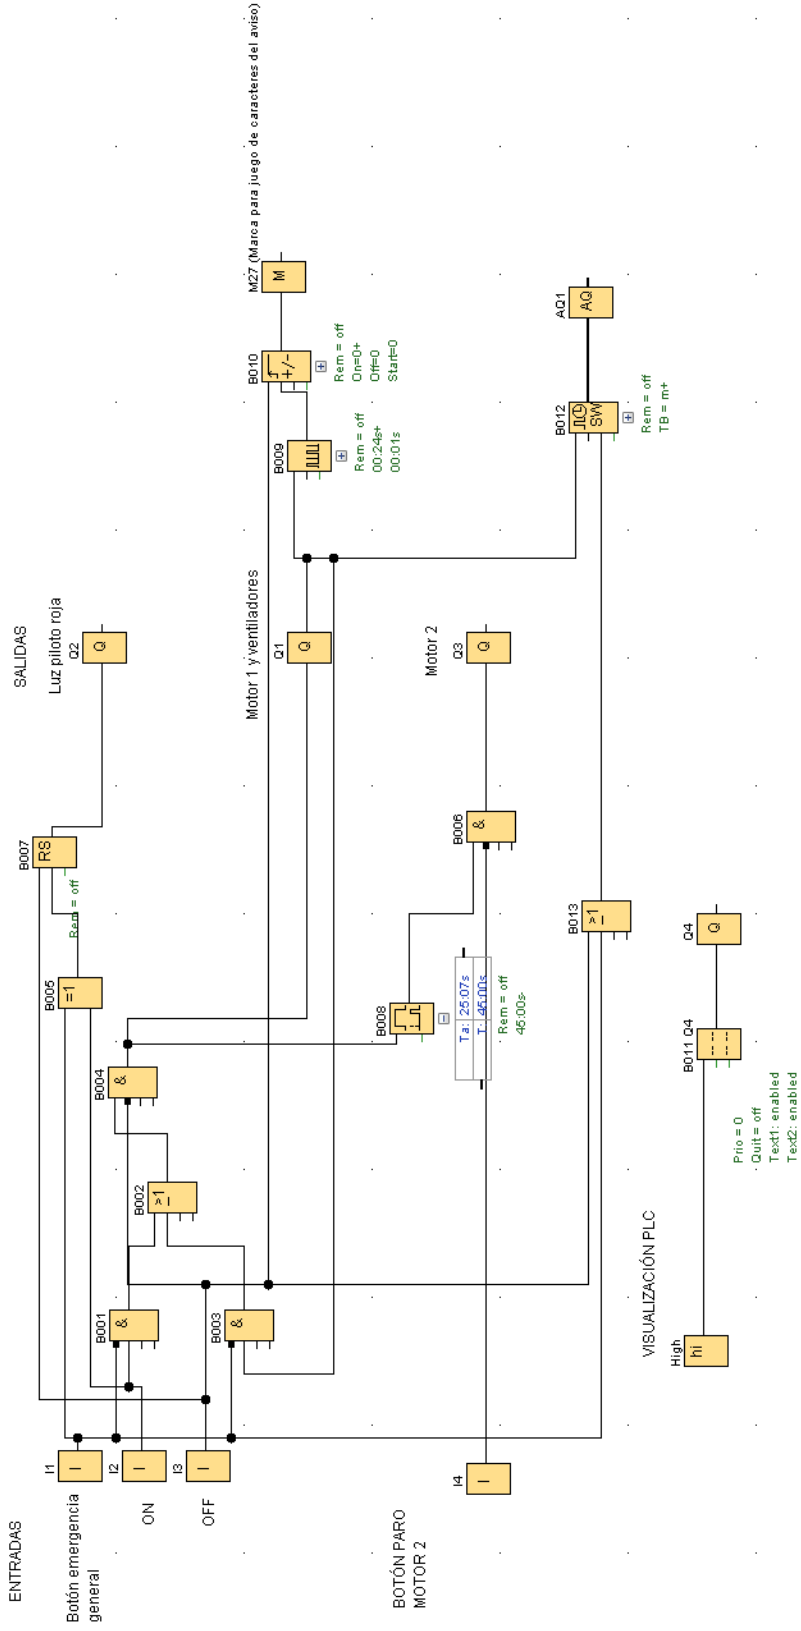 ENTRADAS
SALIDAS
Botón emergencia
general
I1
I
I2
I
ON
I3
I
OFF
BOTÓN PARO
MOTOR 2
I4
I
B001
&
B003
&
B002
>1
B004
&
B005
=1
B007
RS
Rem = off
Luz piloto roja
Q2
Q
Motor 1 y ventiladores
Q1
Q
B008
Ta: 25:07s
T: 45:00s
Rem = off
45:00s
B006
&
Motor 2
Q3
Q
B009
Rem = off
00:24s+
00:01s
B010
+/-
Rem = off
On=0+
Off=0
Start=0
M27 (Marca para juego de caracteres del aviso)
M
B013
>1
B012
SW
Rem = off
TB = m+
AQ1
AQ
VISUALIZACIÓN PLC
High
hi
B011 Q4
Prio = 0
Quit = off
Text1: enabled
Text2: enabled
Q4
Q